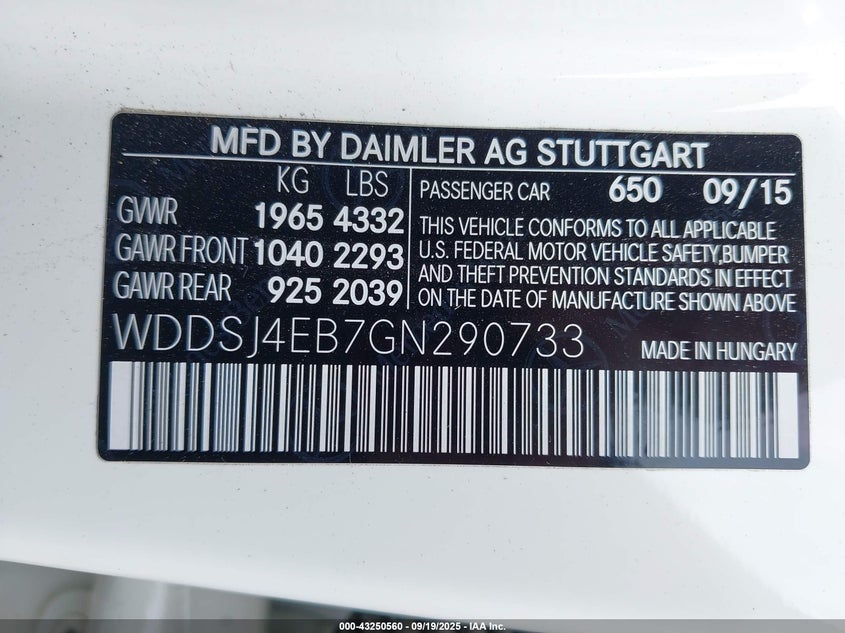 MFD BY DAIMLER AG STUTTGART
KG LBS
GWWR 1965 4332
GAWR FRONT 1040 2293
GAWR REAR 925 2039
PASSENGER CAR 650 09/15
THIS VEHICLE CONFORMS TO ALL APPLICABLE
U.S. FEDERAL MOTOR VEHICLE SAFETY,BUMPER
AND THEFT PREVENTION STANDARDS IN EFFECT
ON THE DATE OF MANUFACTURE SHOWN ABOVE
WDDSJ4EB7GN290733
MADE IN HUNGARY
000-43250560 - 09/19/2025 - IAA Inc.